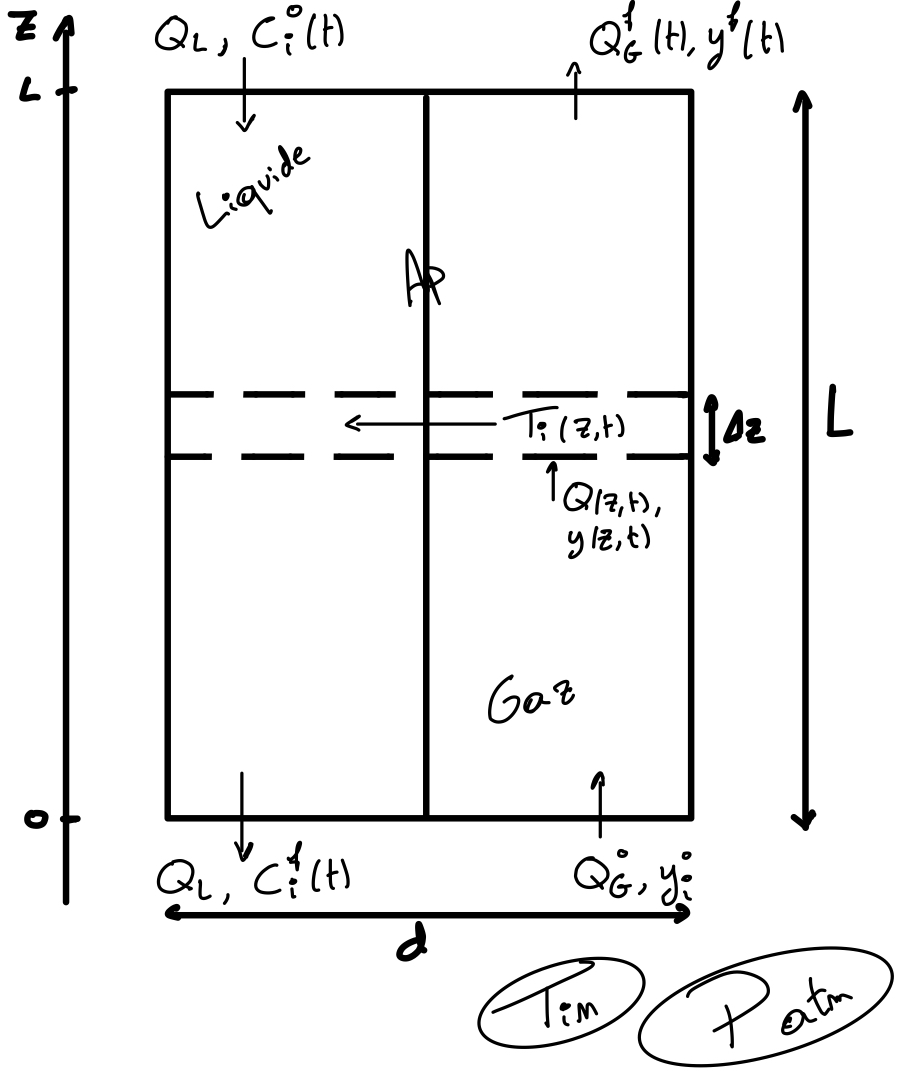 z
Q_L, C_i^o(t)
Q_G^f(t), y^f(t)
L
Liquide
AP
T_i(z,t)
Δz
L
Q(z,t),
y(z,t)
Gaz
0
Q_L, C_i^f(t)
Q_G^o, y_i^o
d
Tin
Patm